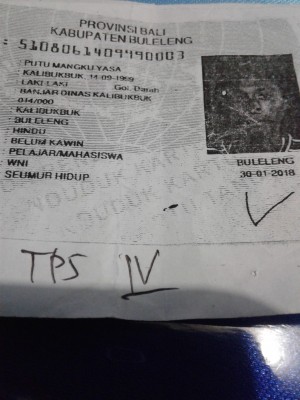 PROVINSI BALI
KABUPATEN BULELENG
: 5108061409490003
: PUTU MANGKU YASA
: KALIBUKBUK, 14-09-1969
: LAKI-LAKI Gol. Darah
: BANJAR DINAS KALIBUKBUK
: 014/000
: KALIBUKBUK
: BULELENG
: HINDU
: BELUM KAWIN
: PELAJAR/MAHASISWA
: WNI
: SEUMUR HIDUP
BULELENG
30-01-2018
TPS IV